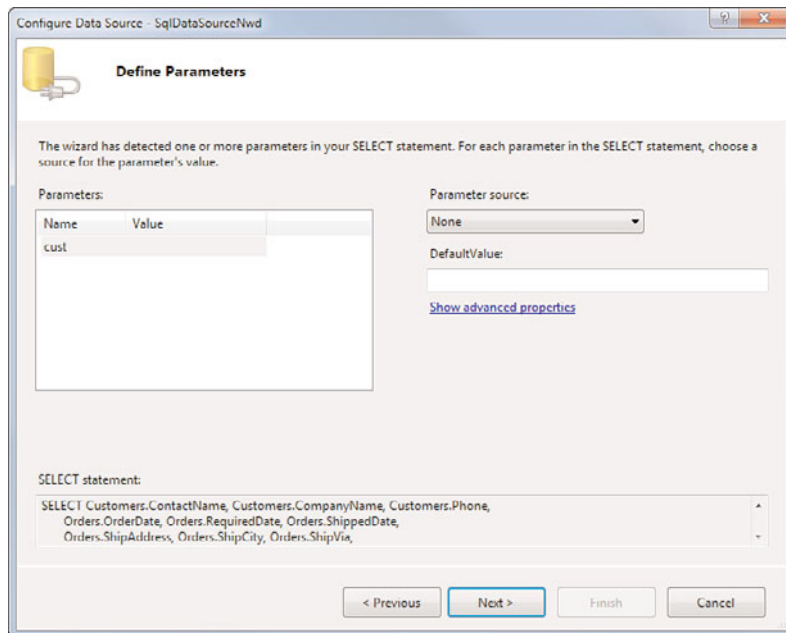 Configure Data Source - SqlDataSourceNwd
Define Parameters
The wizard has detected one or more parameters in your SELECT statement. For each parameter in the SELECT statement, choose a
source for the parameter's value.
Parameters:
Name Value
cust
Parameter source:
None
DefaultValue:
Show advanced properties
SELECT statement:
SELECT Customers.ContactName, Customers.CompanyName, Customers.Phone,
Orders.OrderDate, Orders.RequiredDate, Orders.ShippedDate,
Orders.ShipAddress, Orders.ShipCity, Orders.ShipVia,
< Previous Next > Finish Cancel